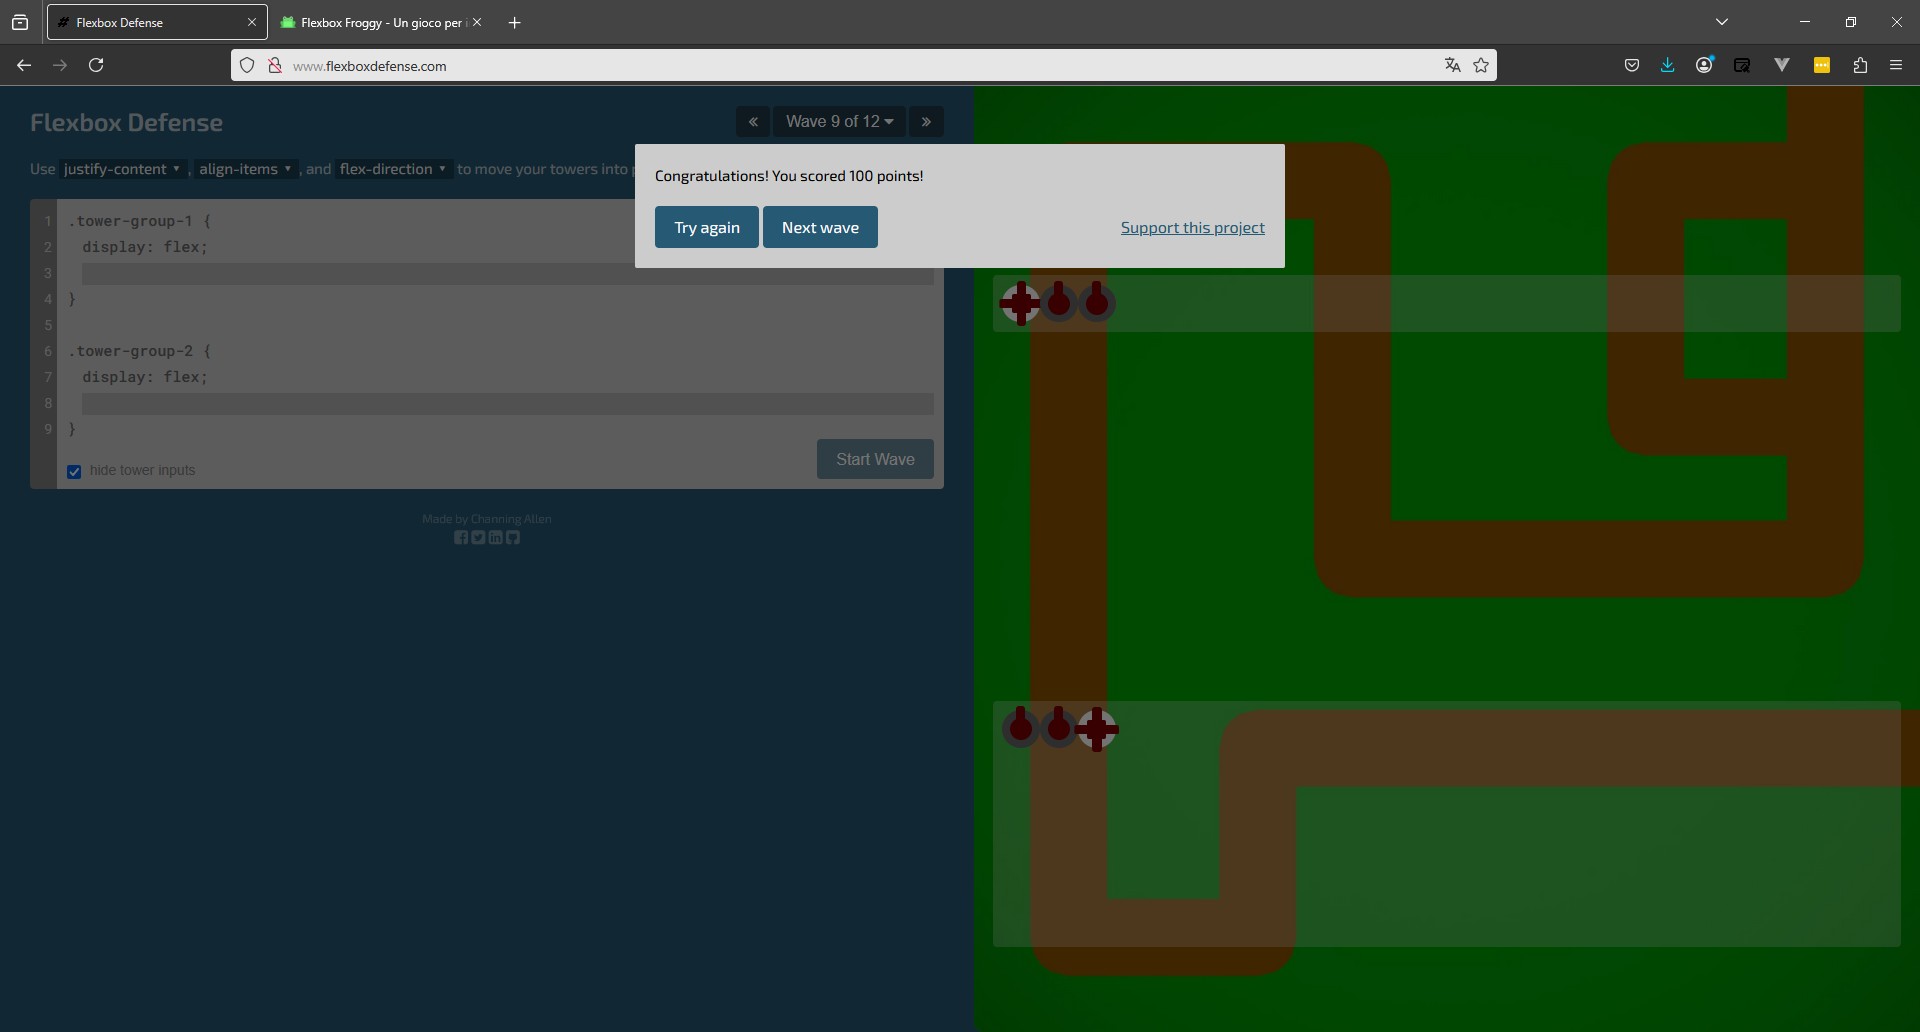 Flexbox Defense
Flexbox Froggy - Un gioco per i
www.flexboxdefense.com
Flexbox Defense
« Wave 9 of 12 »
Use justify-content ▼ , align-items ▼ , and flex-direction ▼ to move your towers into
Congratulations! You scored 100 points!
Try again Next wave Support this project
1 .tower-group-1 {
2 display: flex;
3
4 }
5
6 .tower-group-2 {
7 display: flex;
8
9 }
hide tower inputs
Start Wave
Made by Channing Allen